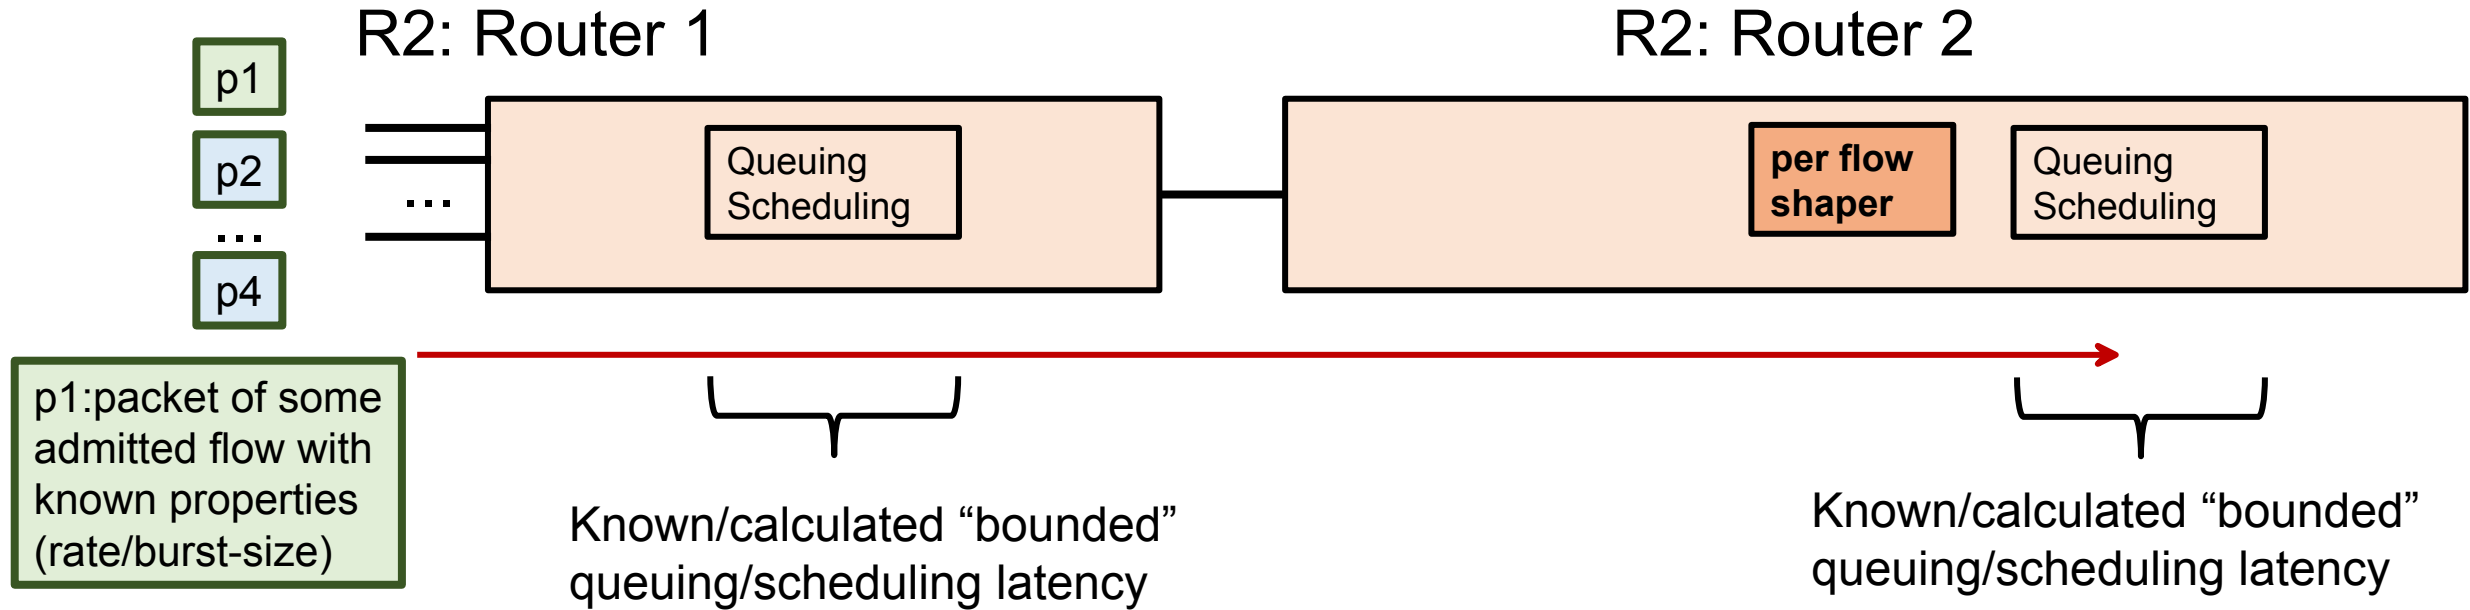 R2: Router 1
R2: Router 2
p1
p2
...
p4
...
Queuing
Scheduling
per flow
shaper
Queuing
Scheduling
p1:packet of some
admitted flow with
known properties
(rate/burst-size)
Known/calculated “bounded”
queuing/scheduling latency
Known/calculated “bounded”
queuing/scheduling latency